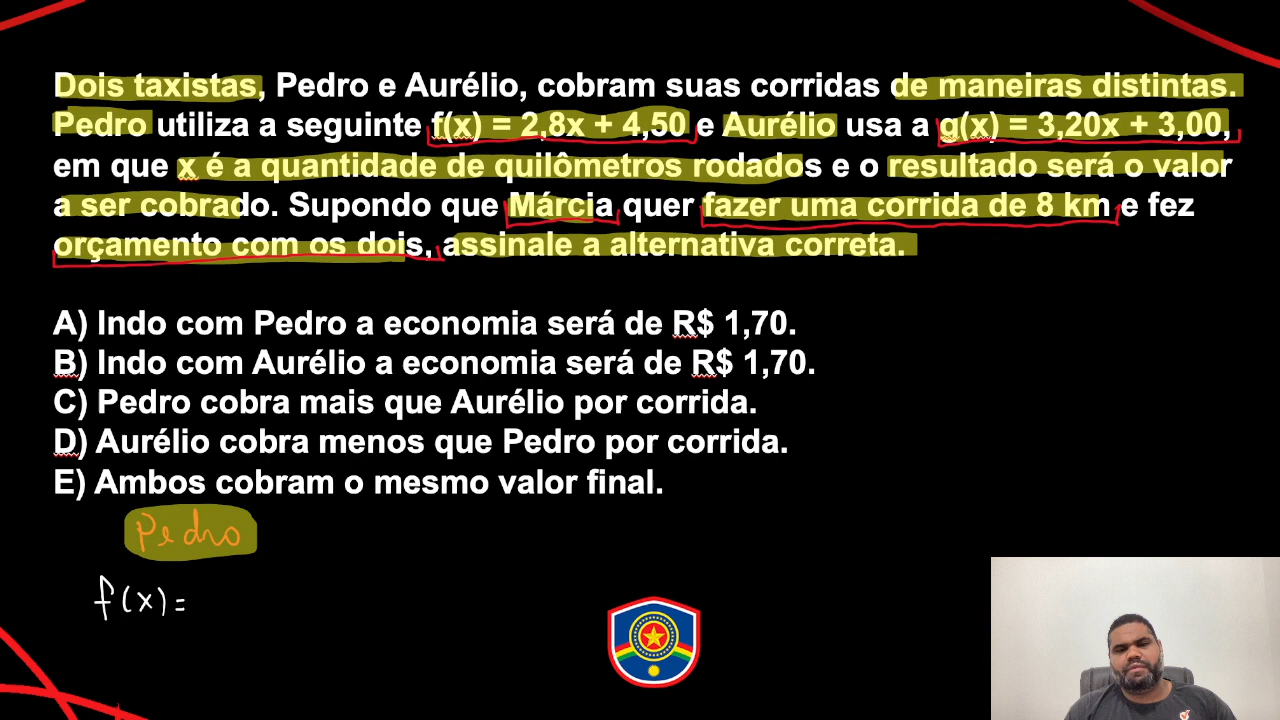 Dois taxistas, Pedro e Aurélio, cobram suas corridas de maneiras distintas.
Pedro utiliza a seguinte f(x) = 2,8x + 4,50 e Aurélio usa a g(x) = 3,20x + 3,00,
em que x é a quantidade de quilômetros rodados e o resultado será o valor
a ser cobrado. Supondo que Márcia quer fazer uma corrida de 8 km e fez
orçamento com os dois, assinale a alternativa correta.
A) Indo com Pedro a economia será de R$ 1,70.
B) Indo com Aurélio a economia será de R$ 1,70.
C) Pedro cobra mais que Aurélio por corrida.
D) Aurélio cobra menos que Pedro por corrida.
E) Ambos cobram o mesmo valor final.
Pedro
f(x)=